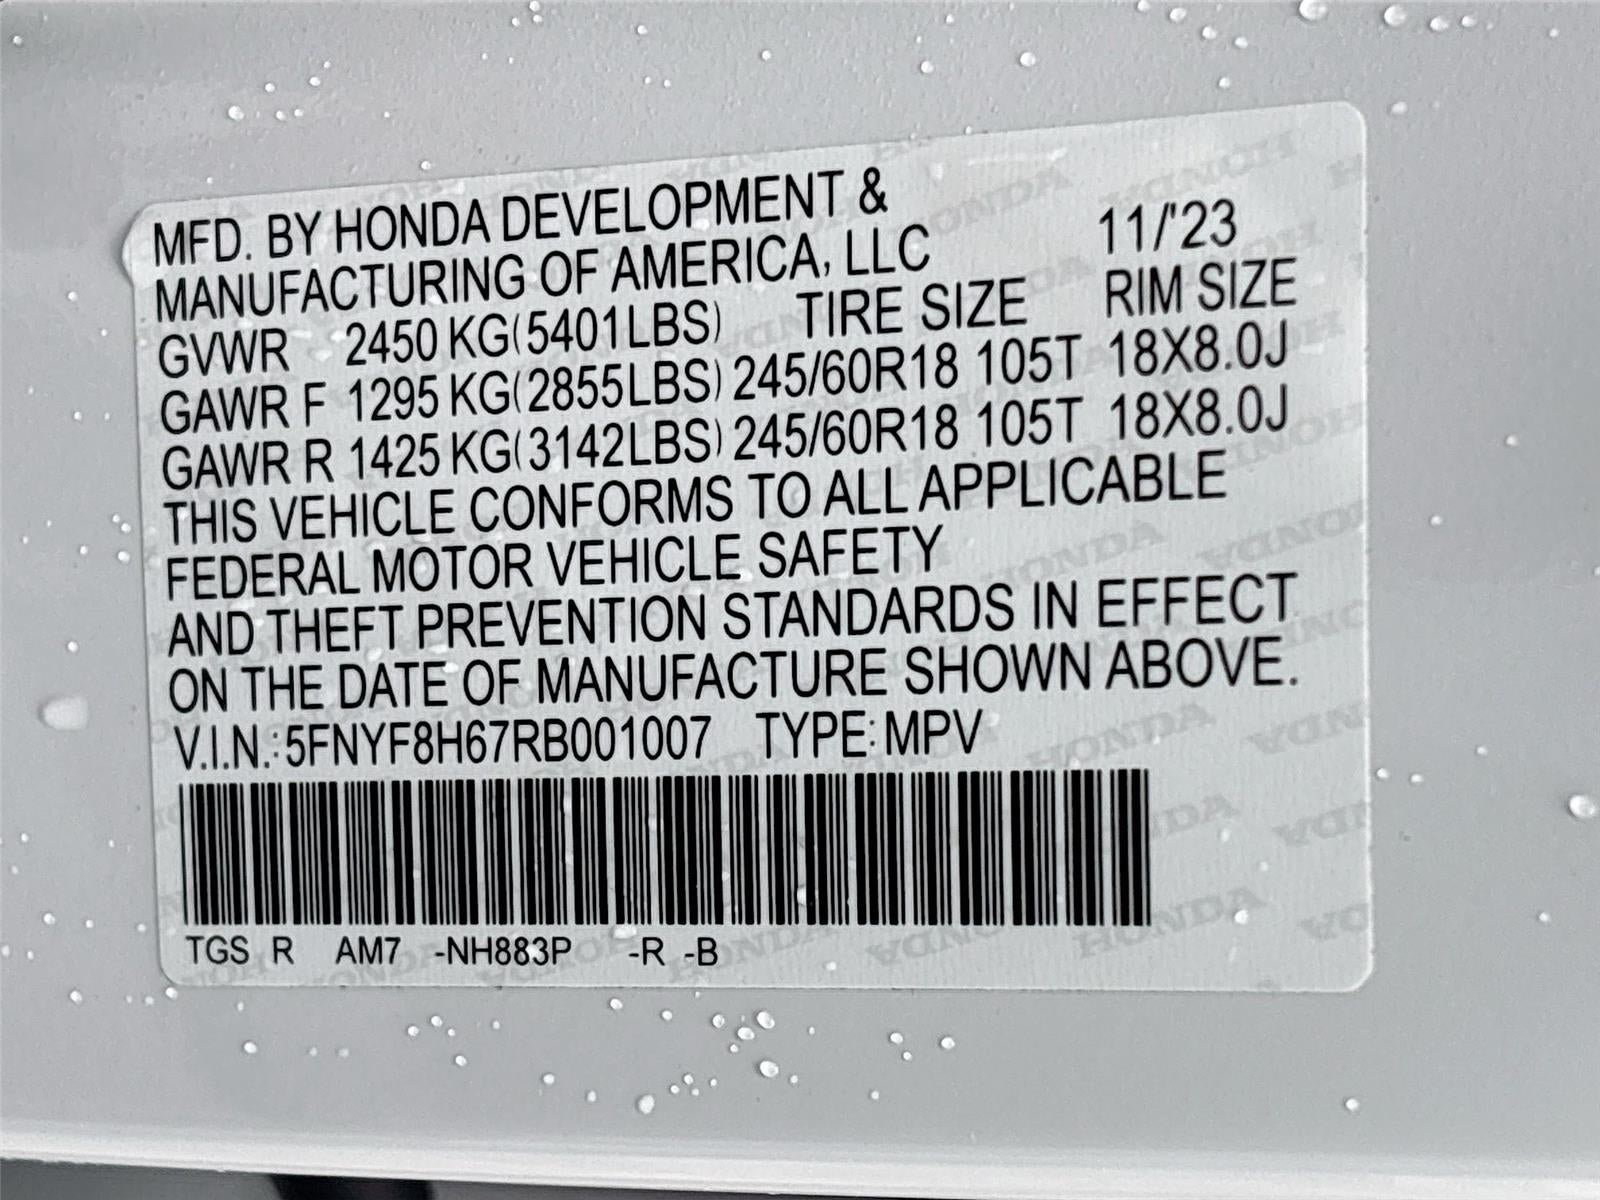 MFD. BY HONDA DEVELOPMENT &
MANUFACTURING OF AMERICA, LLC 11/'23
GVWR 2450 KG(5401LBS) TIRE SIZE RIM SIZE
GAWR F 1295 KG(2855LBS) 245/60R18 105T 18X8.0J
GAWR R 1425 KG(3142LBS) 245/60R18 105T 18X8.0J
THIS VEHICLE CONFORMS TO ALL APPLICABLE
FEDERAL MOTOR VEHICLE SAFETY
AND THEFT PREVENTION STANDARDS IN EFFECT
ON THE DATE OF MANUFACTURE SHOWN ABOVE.
V.I.N.:5FNYF8H67RB001007 TYPE:MPV
TGS R AM7 -NH883P -R -B